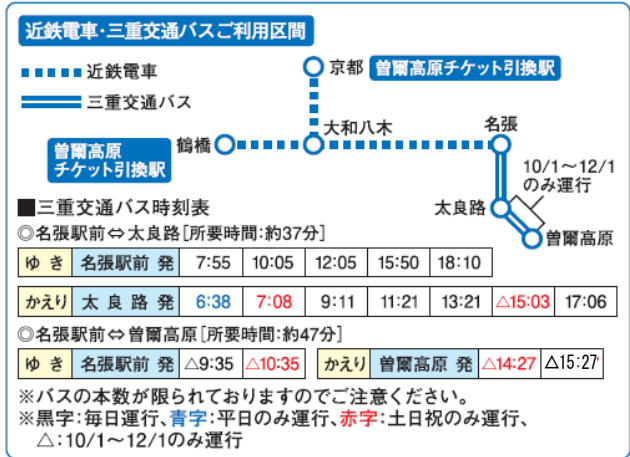 近鉄電車・三重交通バスご利用区間
近鉄電車
三重交通バス
京都 曽爾高原チケット引換駅
大和八木
名張
曽爾高原
チケット引換駅
鶴橋
10/1〜12/1
のみ運行
太良路
曽爾高原
■三重交通バス時刻表
◎名張駅前⇔太良路[所要時間:約37分]
ゆき 名張駅前 発 7:55 10:05 12:05 15:50 18:10
かえり 太良路 発 6:38 7:08 9:11 11:21 13:21 △15:03 17:06
◎名張駅前⇔曽爾高原[所要時間:約47分]
ゆき 名張駅前 発 △9:35 △10:35 かえり 曽爾高原 発 △14:27 △15:27
※バスの本数が限られておりますのでご注意ください。
※黒字:毎日運行、青字:平日のみ運行、赤字:土日祝のみ運行、
△:10/1〜12/1のみ運行